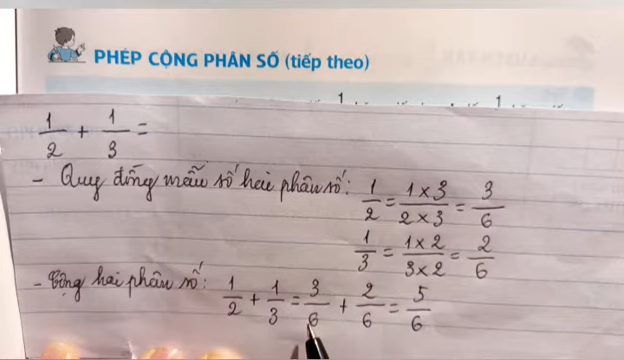 PHÉP CỘNG PHÂN SỐ (tiếp theo)
1/2 + 1/3 =
- Quy đồng mẫu số hai phân số: 1/2 = 1×3/2×3 = 3/6
1/3 = 1×2/3×2 = 2/6
- Cộng hai phân số: 1/2 + 1/3 = 3/6 + 2/6 = 5/6